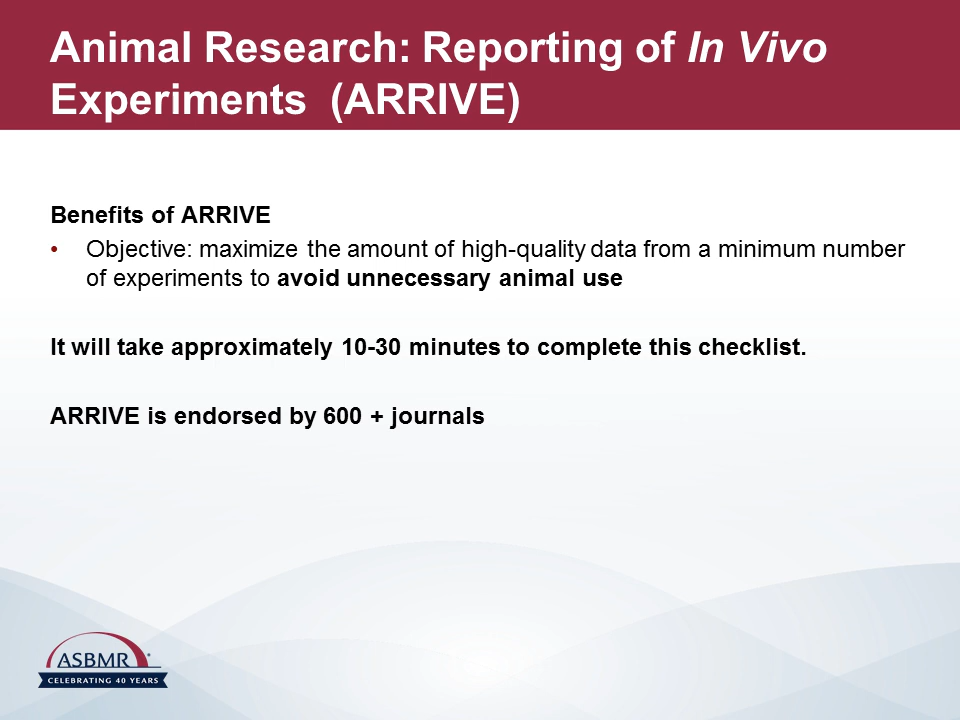 Animal Research: Reporting of In Vivo
Experiments (ARRIVE)
Benefits of ARRIVE
• Objective: maximize the amount of high-quality data from a minimum number
of experiments to avoid unnecessary animal use
It will take approximately 10-30 minutes to complete this checklist.
ARRIVE is endorsed by 600 + journals
ASBMR
CELEBRATING 40 YEARS